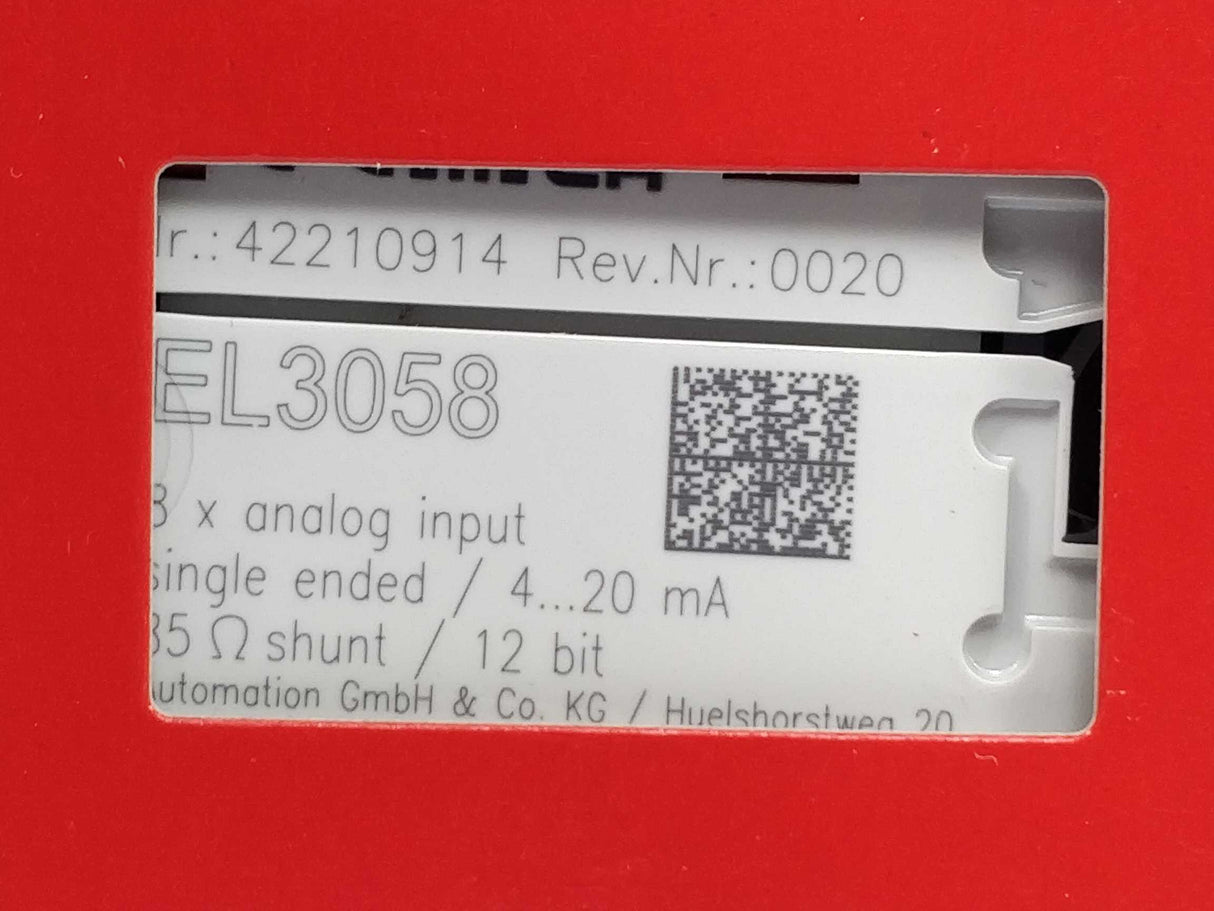 r.: 42210914 Rev.Nr.: 0020
EL3058
8 x analog input
single ended / 4...20 mA
85 Ω shunt / 12 bit
utomation GmbH & Co. KG / Huelshorstweg 20